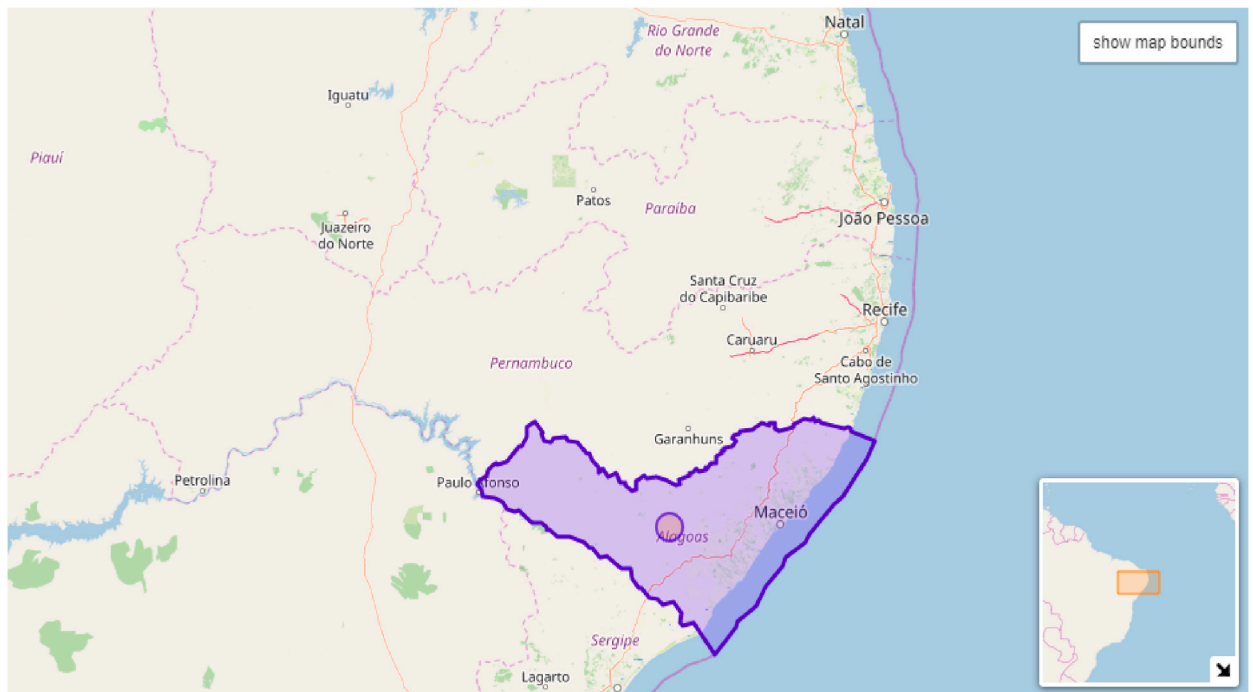 Natal
Rio Grande
do Norte
show map bounds
Iguatu
Piauí
Patos
Paraíba
João Pessoa
Juazeiro
do Norte
Santa Cruz
do Capibaribe
Recife
Caruaru
Pernambuco
Cabo de
Santo Agostinho
Garanhuns
Petrolina
Paulo Afonso
Maceió
Alagoas
Sergipe
Lagarto